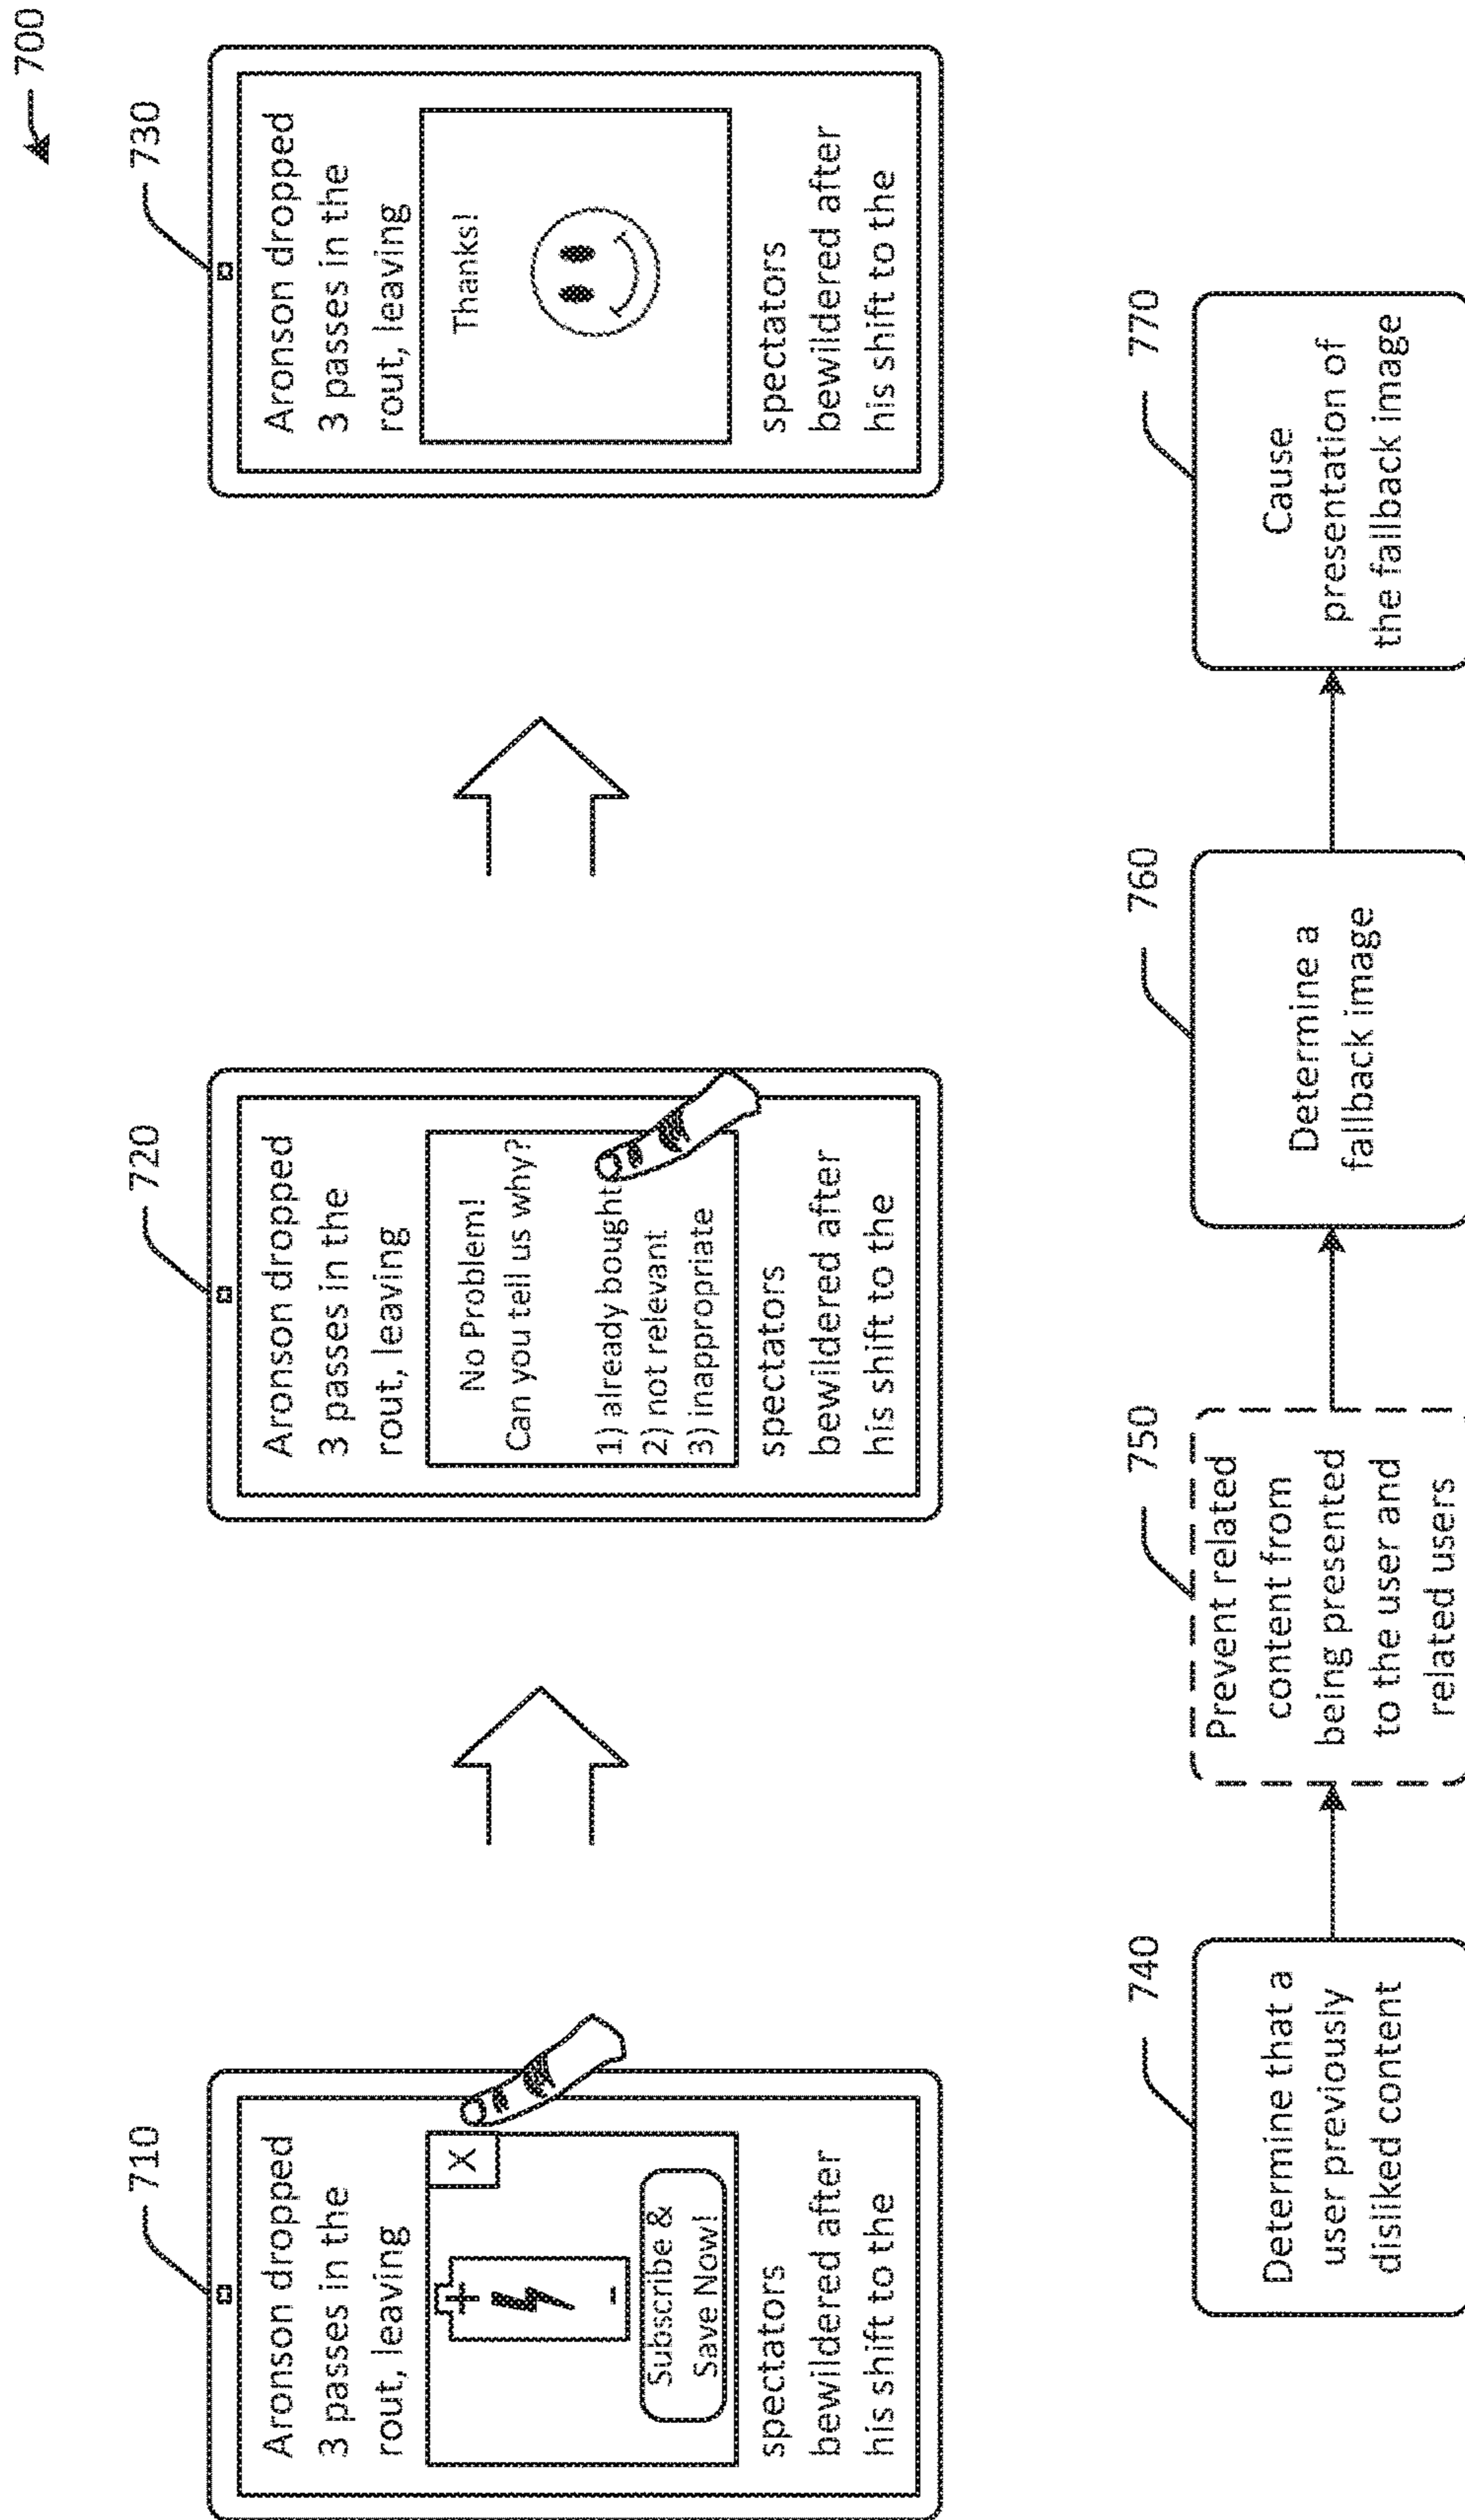 700
710
Aronson dropped
3 passes in the
rout, leaving
X
+
-
Subscribe &
Save Now!
spectators
bewildered after
his shift to the
720
Aronson dropped
3 passes in the
rout, leaving
No Problem!
Can you tell us why?
1) already bought
2) not relevant
3) inappropriate
spectators
bewildered after
his shift to the
730
Aronson dropped
3 passes in the
rout, leaving
Thanks!
spectators
bewildered after
his shift to the
740
Determine that a
user previously
disliked content
750
Prevent related
content from
being presented
to the user and
related users
760
Determine a
fallback image
770
Cause
presentation of
the fallback image